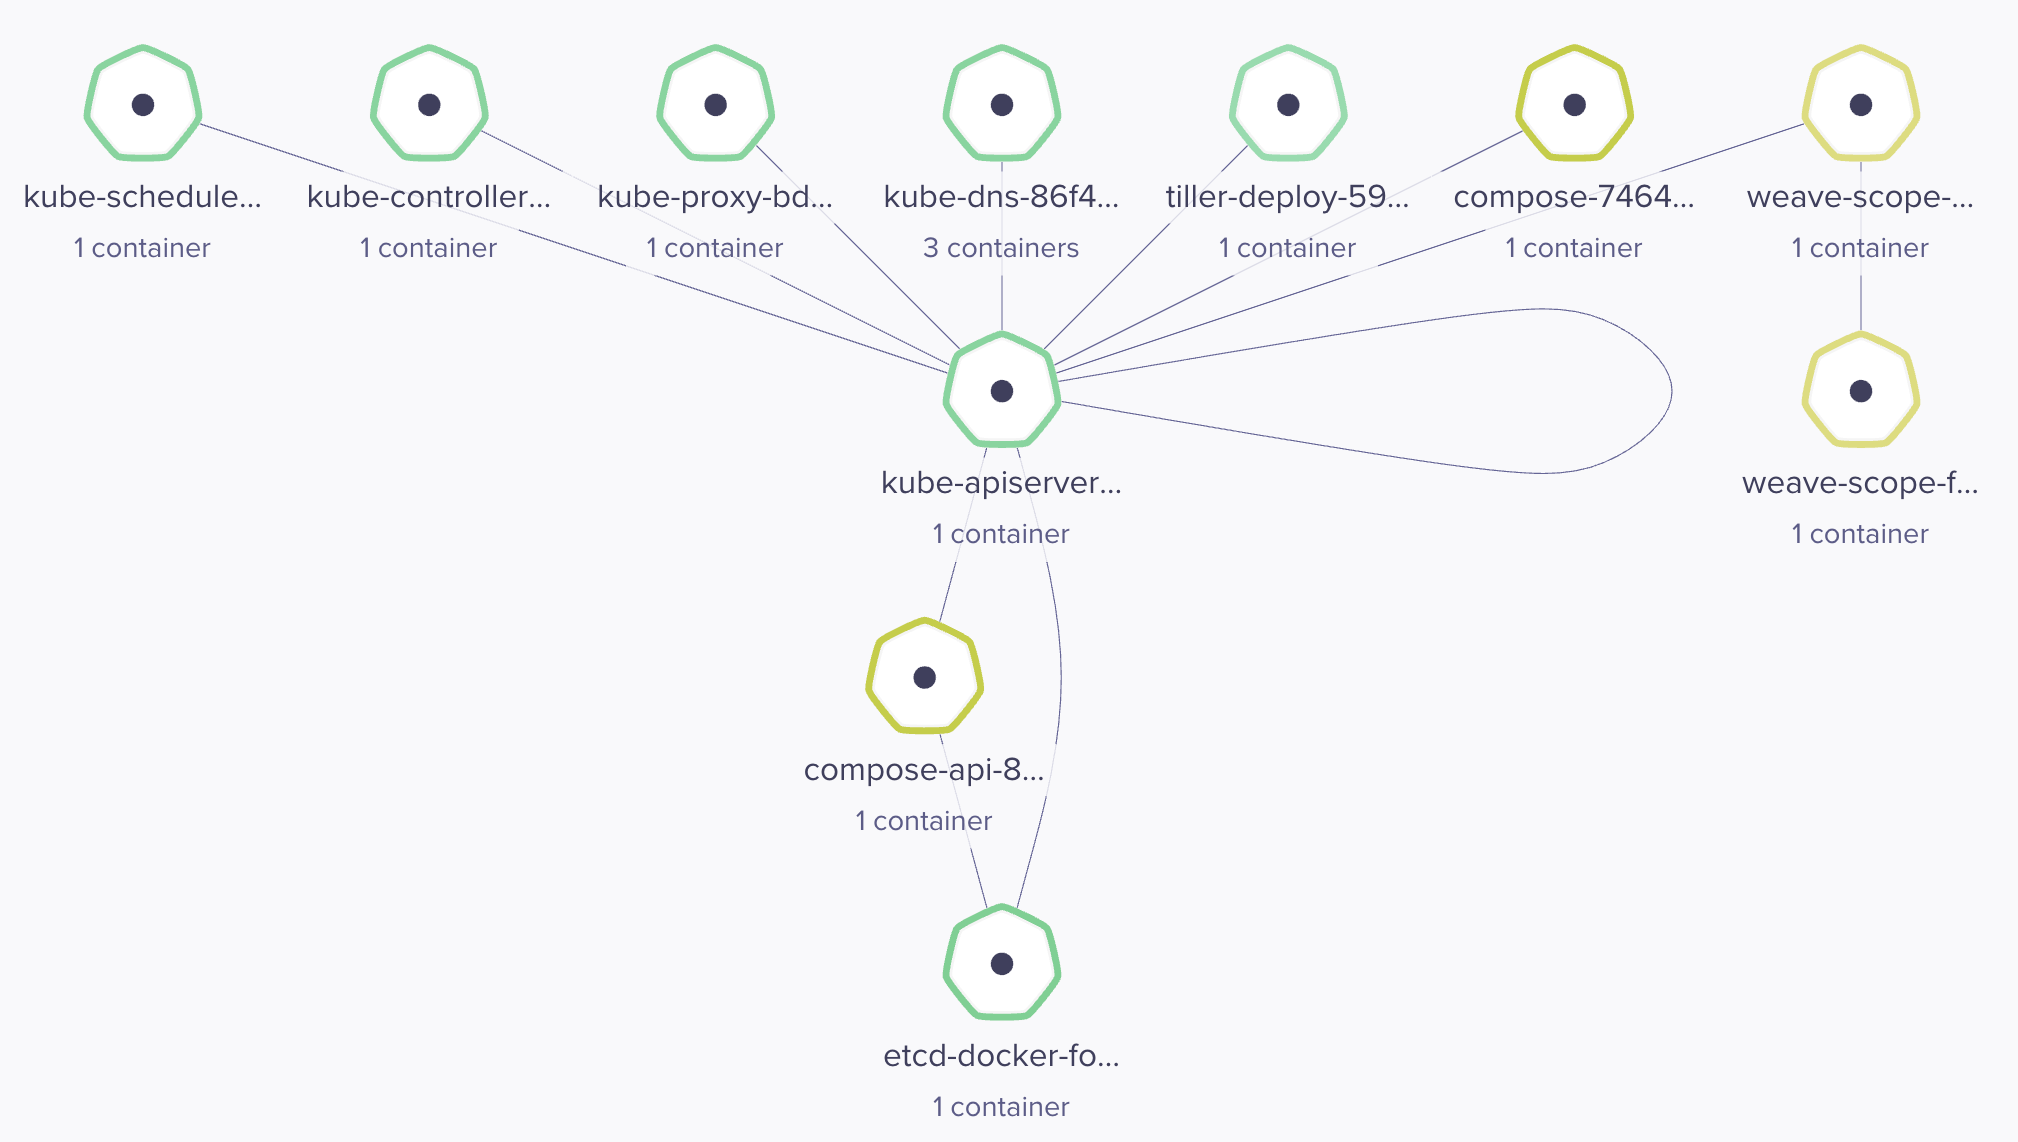 kube-schedule...
1 container
kube-controller...
1 container
kube-proxy-bd...
1 container
kube-dns-86f4...
3 containers
tiller-deploy-59...
1 container
compose-7464...
1 container
weave-scope-...
1 container
kube-apiserver...
1 container
weave-scope-f...
1 container
compose-api-8...
1 container
etcd-docker-fo...
1 container